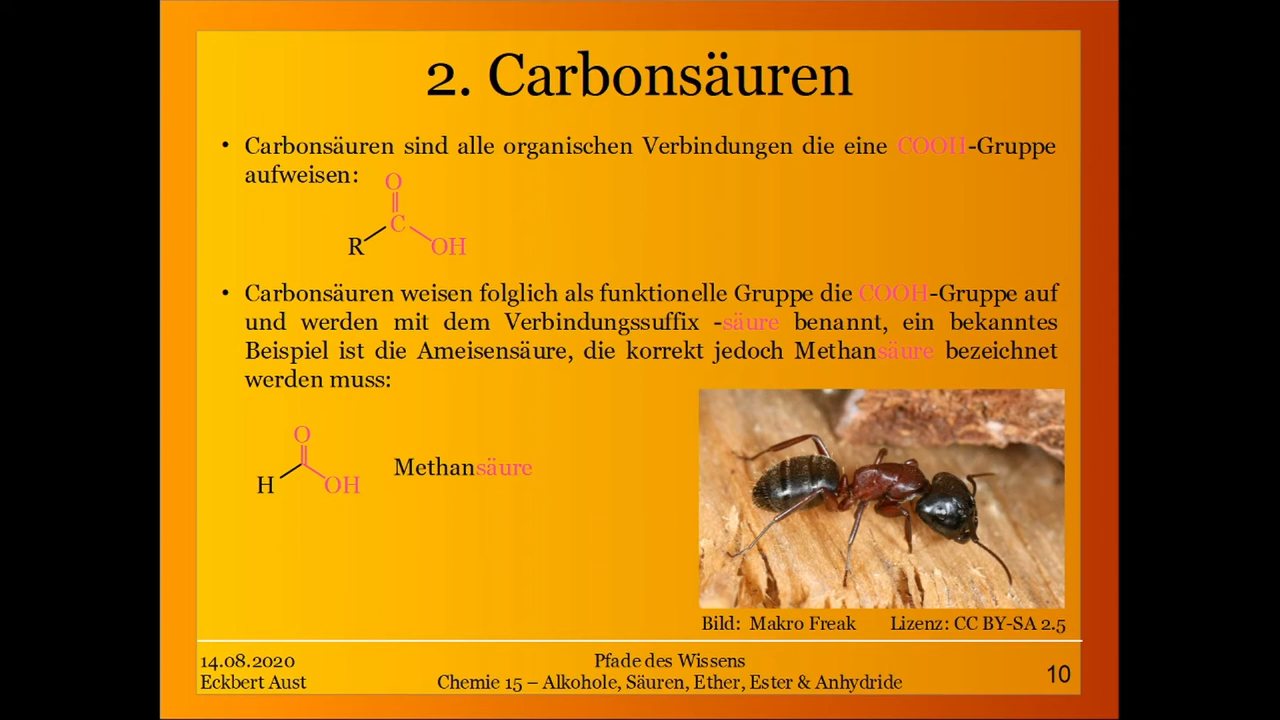 2. Carbonsäuren
• Carbonsäuren sind alle organischen Verbindungen die eine COOH-Gruppe
aufweisen:
O
C
R
OH
• Carbonsäuren weisen folglich als funktionelle Gruppe die COOH-Gruppe auf
und werden mit dem Verbindungssuffix -säure benannt, ein bekanntes
Beispiel ist die Ameisensäure, die korrekt jedoch Methansäure bezeichnet
werden muss:
O
H
OH
Methansäure
Bild: Makro Freak Lizenz: CC BY-SA 2.5
14.08.2020
Eckbert Aust
Pfade des Wissens
Chemie 15 – Alkohole, Säuren, Ether, Ester & Anhydride
10